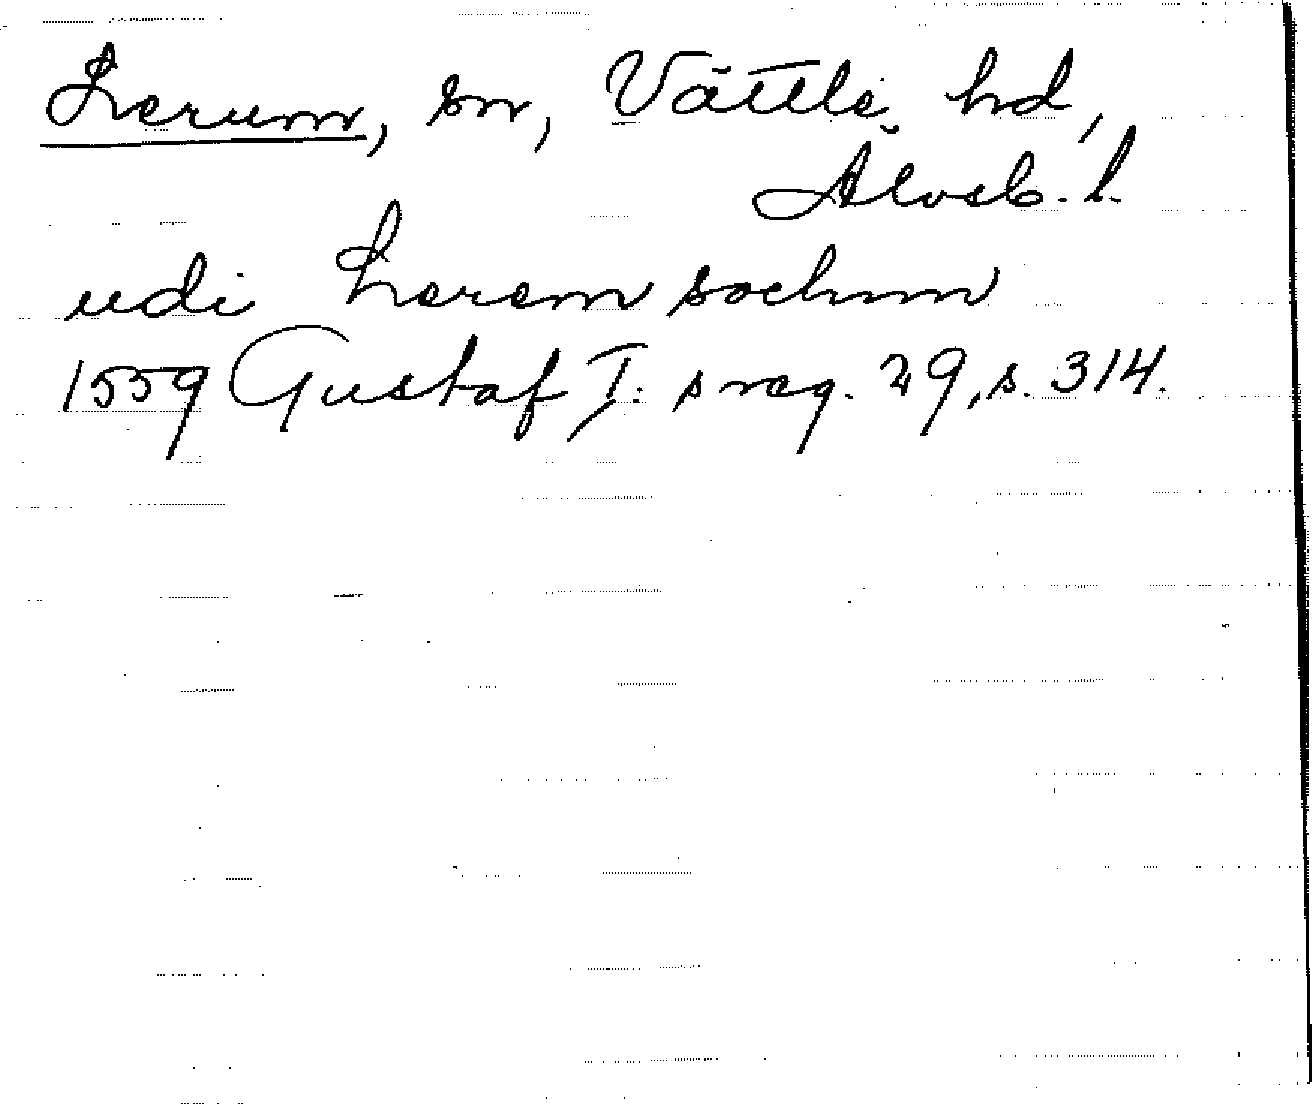 Lerum, sn, Vättle hd,
Älvsb. l.
udi Lerem sochnn
1559 Gustaf I: s reg. 29, s. 314.